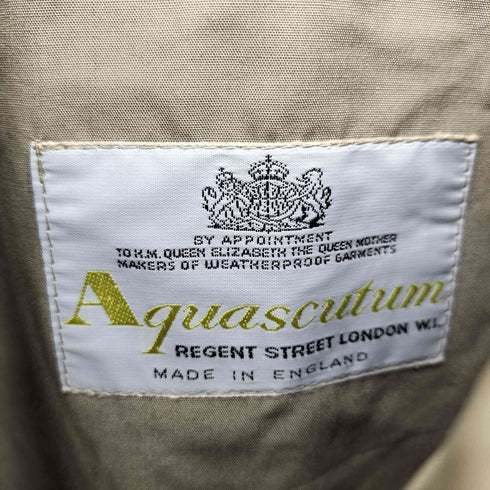 BY APPOINTMENT
TO H.M. QUEEN ELIZABETH THE QUEEN MOTHER
MAKERS OF WEATHERPROOF GARMENTS
Aquascutum
REGENT STREET LONDON W.1.
MADE IN ENGLAND